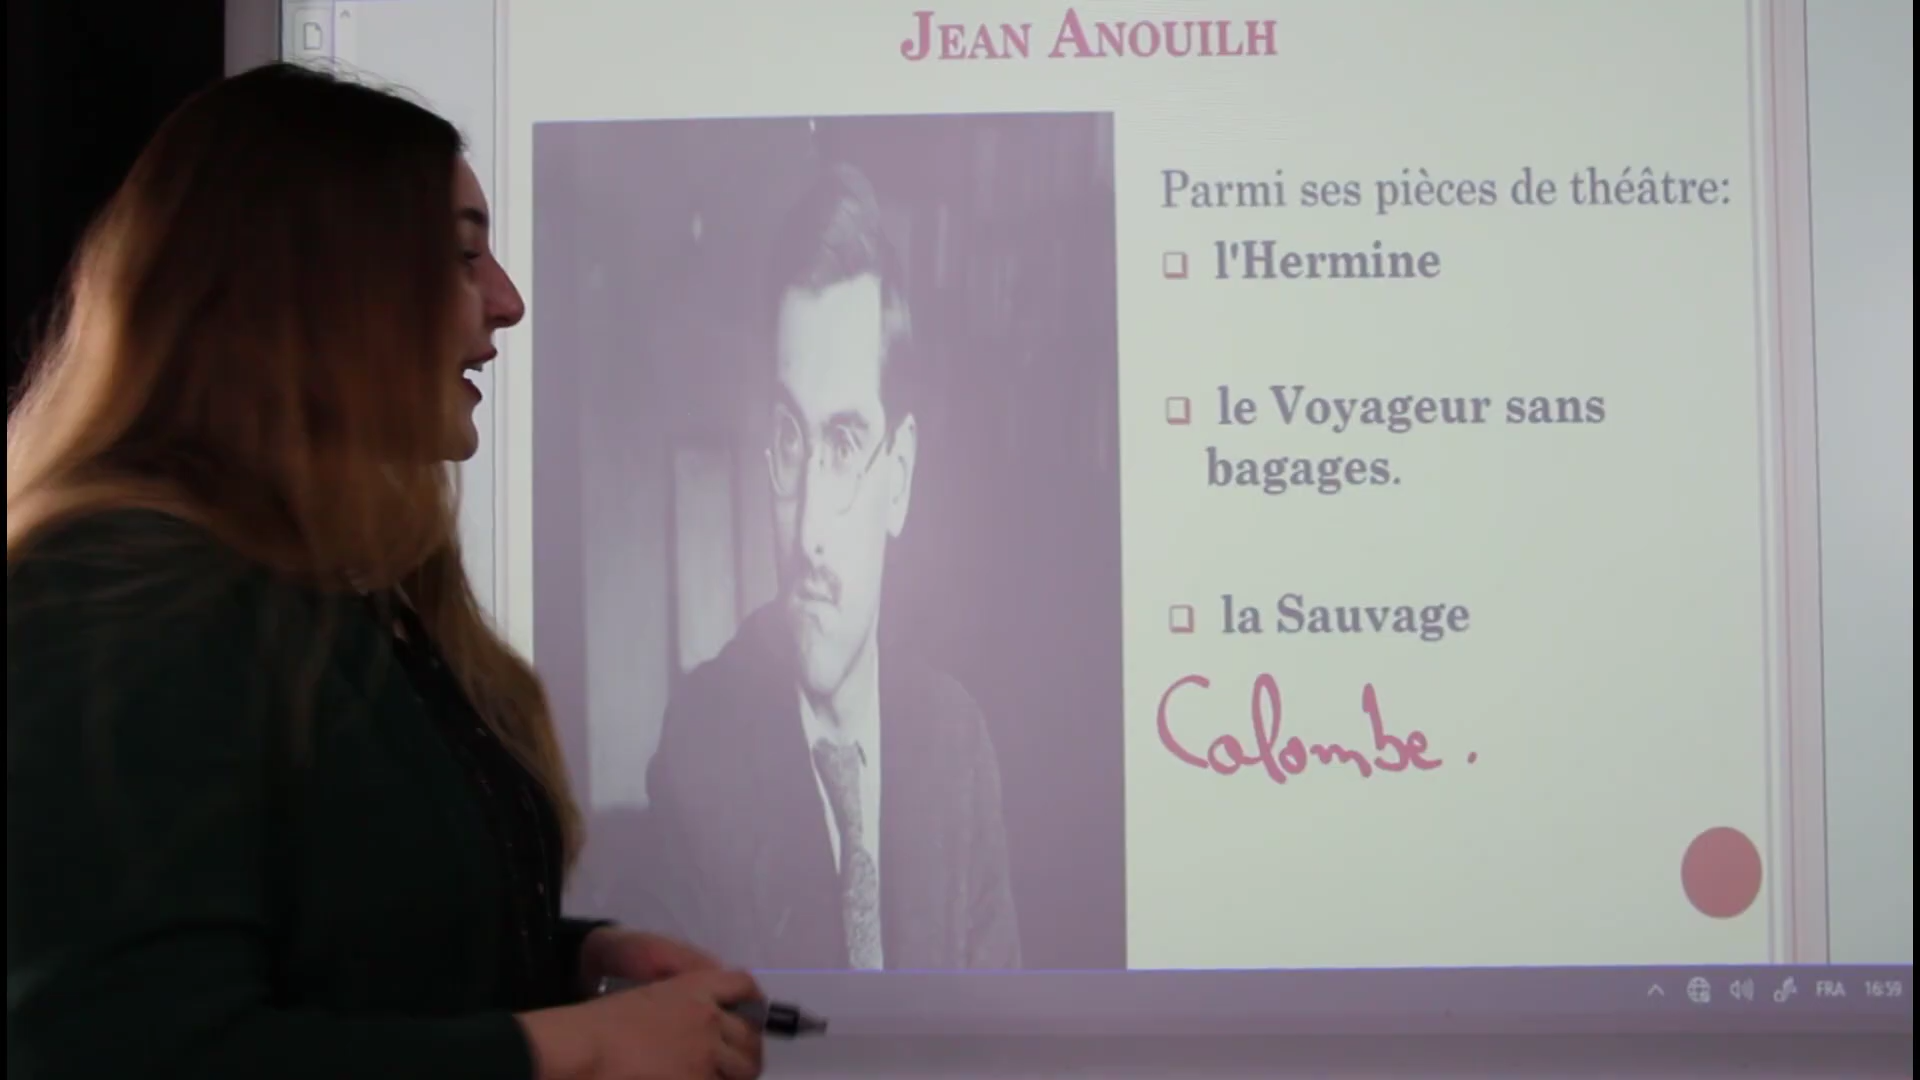 JEAN ANOUILH
Parmi ses pièces de théâtre:
l'Hermine
le Voyageur sans
bagages.
la Sauvage
Colombe.
FRA 16:59